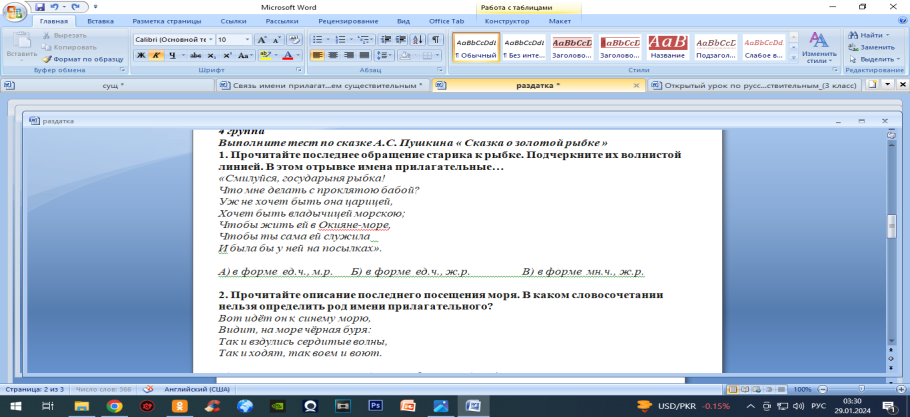 Microsoft Word
Работа с таблицами
Главная Вставка Разметка страницы Ссылки Рассылки Рецензирование Вид Office Tab Конструктор Макет
Вставить
Вырезать
Копировать
Формат по образцу
Буфер обмена
Calibri (Основной те 10
Ж К Ч abc x₂ x² Aa
Шрифт
Абзац
AaBbCcDdI AaBbCcDdI AaBbCcD AaBbCcD AaB AaBbCcD AaBbCcDd
¶ Обычный ¶ Без инте... Заголово... Заголово... Название Подзагол... Слабое в...
Стили
Изменить стили
Найти
Заменить
Выделить
Редактирование
сущ *
Связь имени прилагат...ем существительным *
раздатка *
Открытый урок по русс...ствительным_(3 класс)
раздатка
4 группа
Выполните тест по сказке А.С. Пушкина « Сказка о золотой рыбке »
1. Прочитайте последнее обращение старика к рыбке. Подчеркните их волнистой
линией. В этом отрывке имена прилагательные…
«Смилуйся, государыня рыбка!
Что мне делать с проклятою бабой?
Уж не хочет быть она царицей,
Хочет быть владычицей морскою;
Чтобы жить ей в Окияне-море,
Чтобы ты сама ей служила
И была бы у ней на посылках».
А) в форме ед.ч., м.р. Б) в форме ед.ч., ж.р. В) в форме мн.ч., ж.р.
2. Прочитайте описание последнего посещения моря. В каком словосочетании
нельзя определить род имени прилагательного?
Вот идёт он к синему морю,
Видит, на море чёрная буря:
Так и вздулись сердитые волны,
Так и ходят, так воем и воют.
Страница: 2 из 3 Число слов: 368 Английский (США) 100%
USD/PKR -0.15% РУС 03:30
29.01.2024